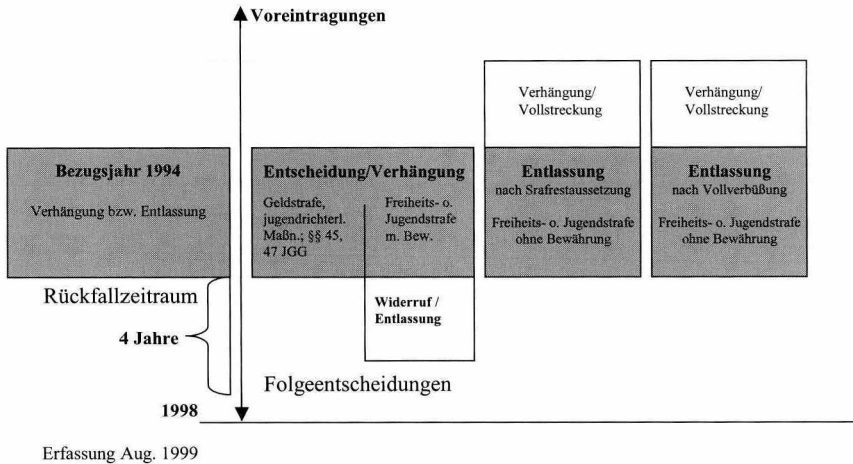 Voreintragungen
Verhängung/
Vollstreckung
Verhängung/
Vollstreckung
Bezugsjahr 1994
Verhängung bzw. Entlassung
Entscheidung/Verhängung
Geldstrafe,
jugendrichterl.
Maßn.; §§ 45,
47 JGG
Freiheits- o.
Jugendstrafe
m. Bew.
Entlassung
nach Srafrestaussetzung
Freiheits- o. Jugendstrafe
ohne Bewährung
Entlassung
nach Vollverbüßung
Freiheits- o. Jugendstrafe
ohne Bewährung
Rückfallzeitraum
4 Jahre
Widerruf /
Entlassung
Folgeentscheidungen
1998
Erfassung Aug. 1999